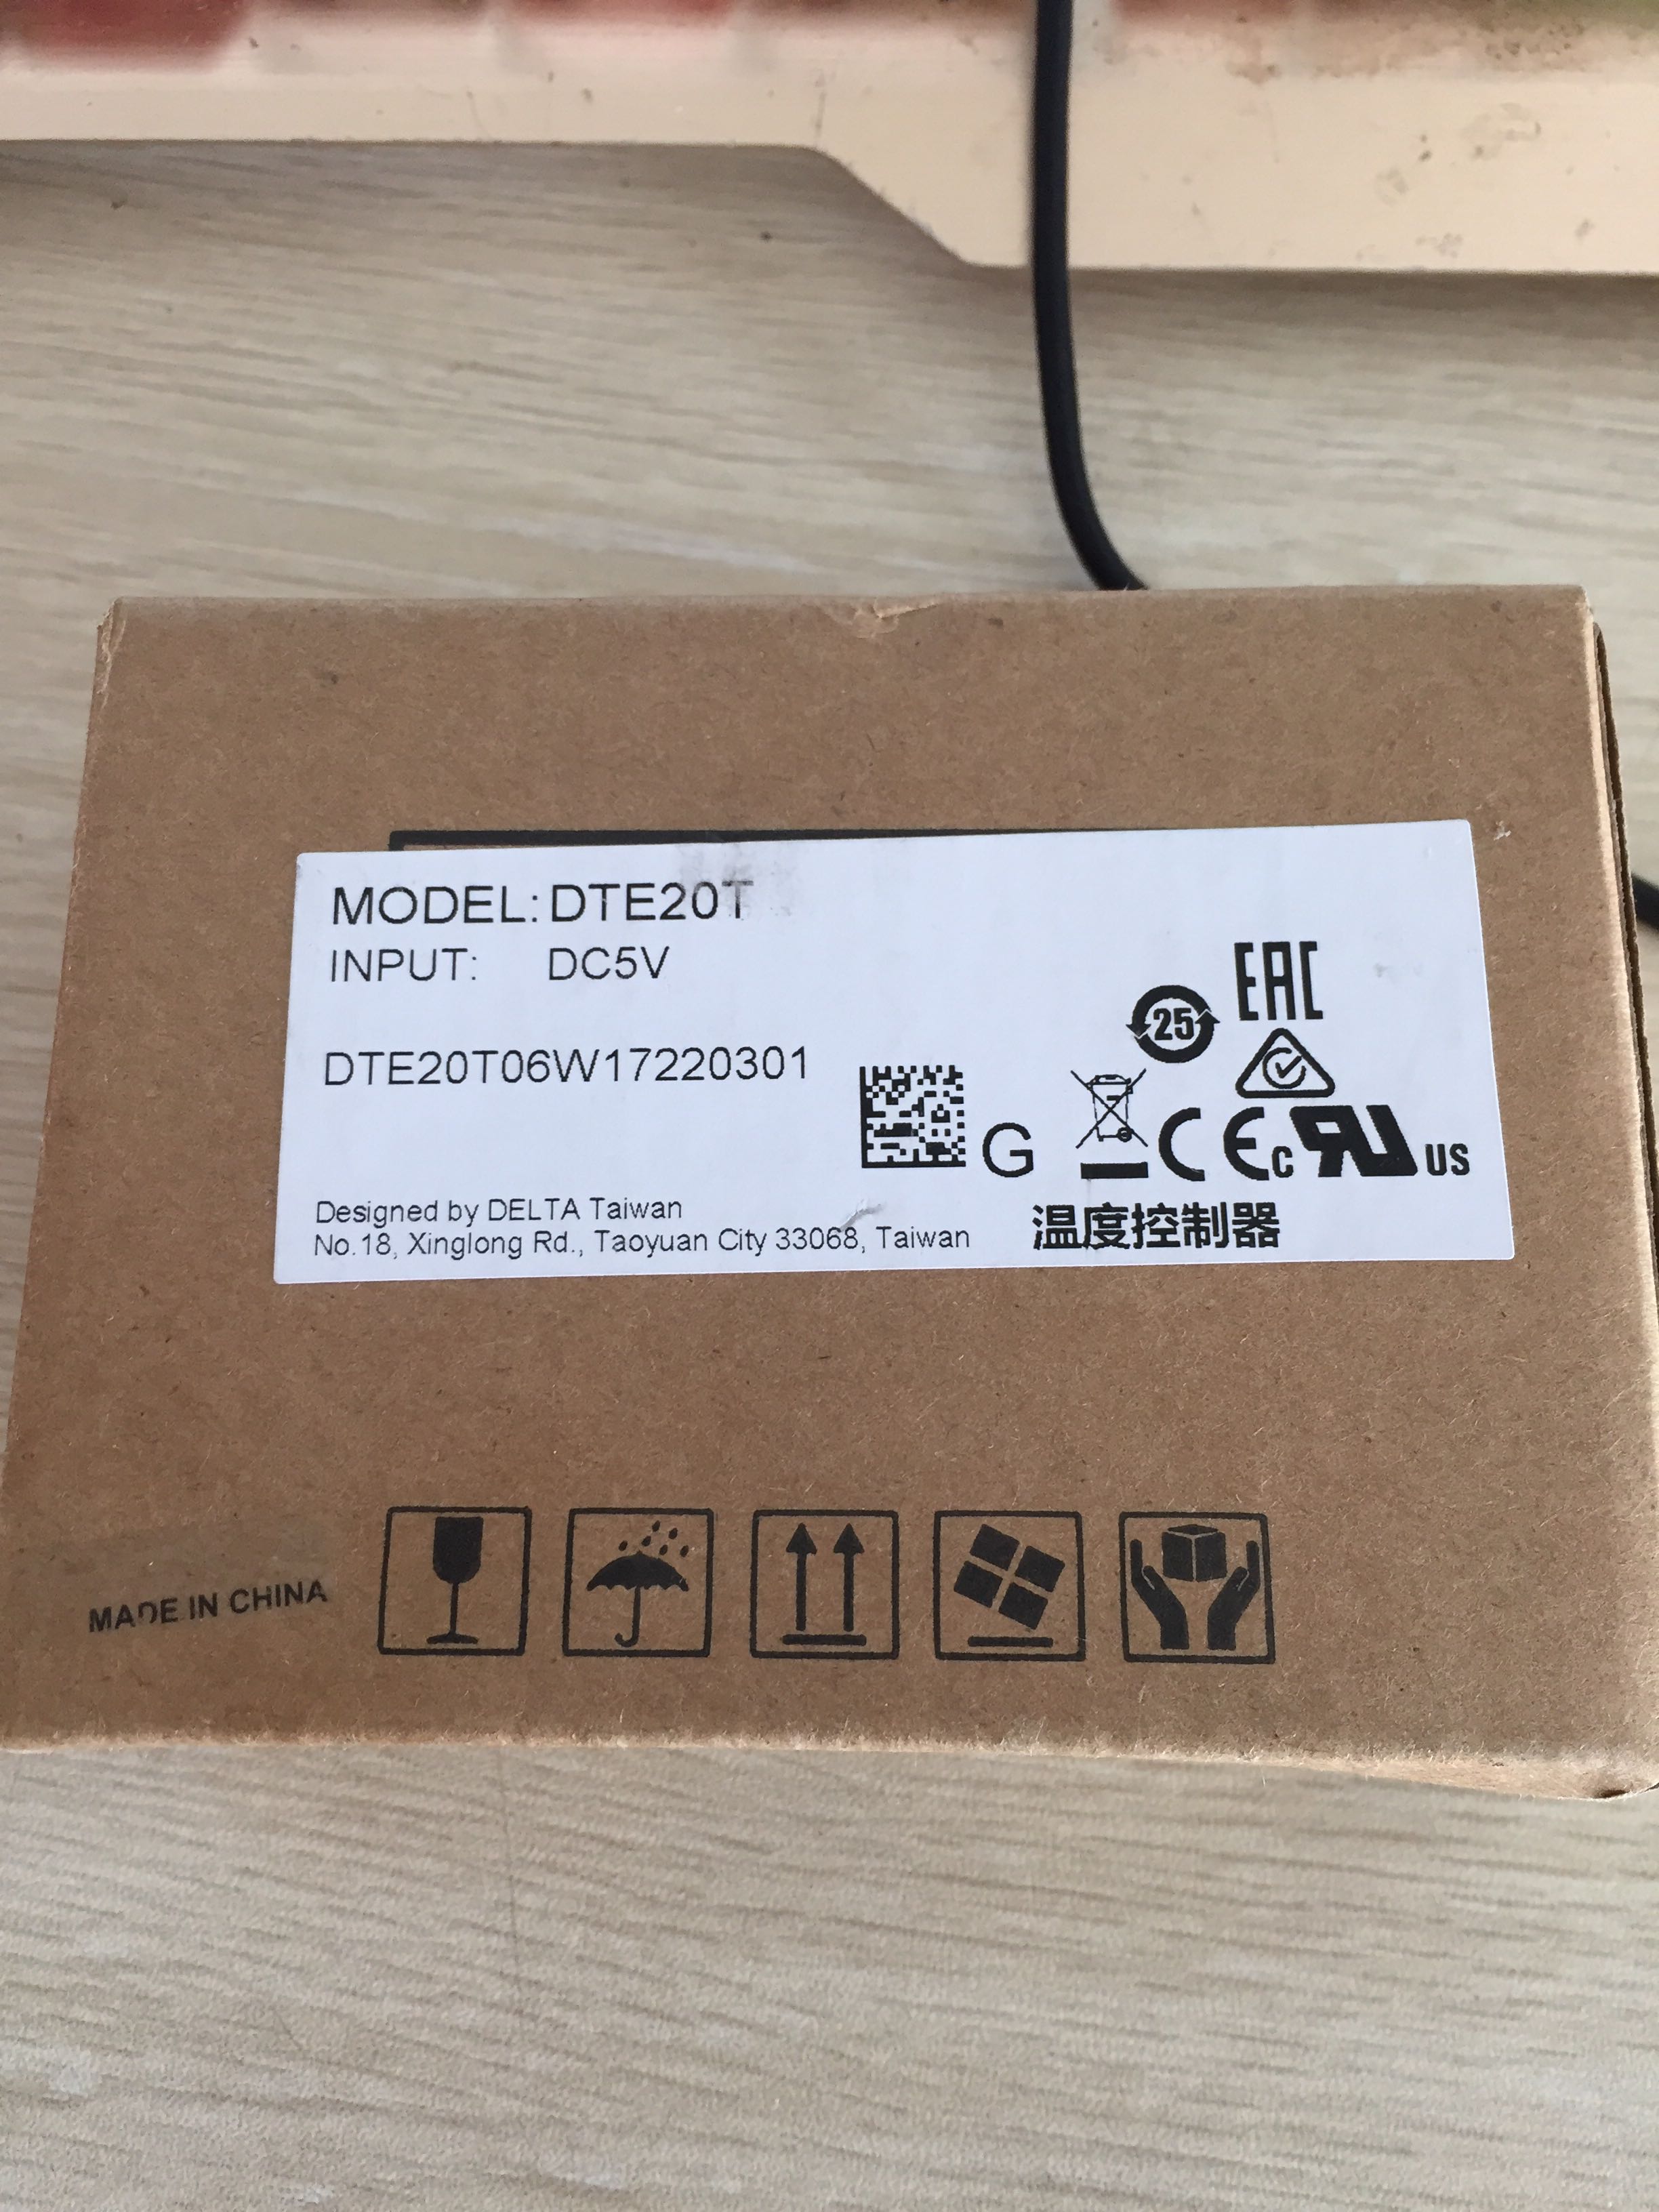 MODEL: DTE20T
INPUT: DC5V
EAC
25
DTE20T06W17220301
G
CE
c RU US
Designed by DELTA Taiwan
No.18, Xinglong Rd., Taoyuan City 33068, Taiwan
温度控制器
MADE IN CHINA